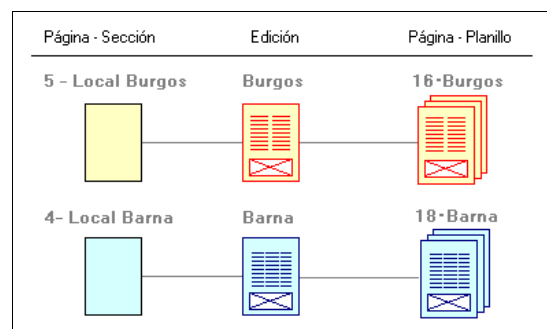 Página - Sección Edición Página - Planillo
5 - Local Burgos Burgos 16·Burgos
4- Local Barna Barna 18·Barna